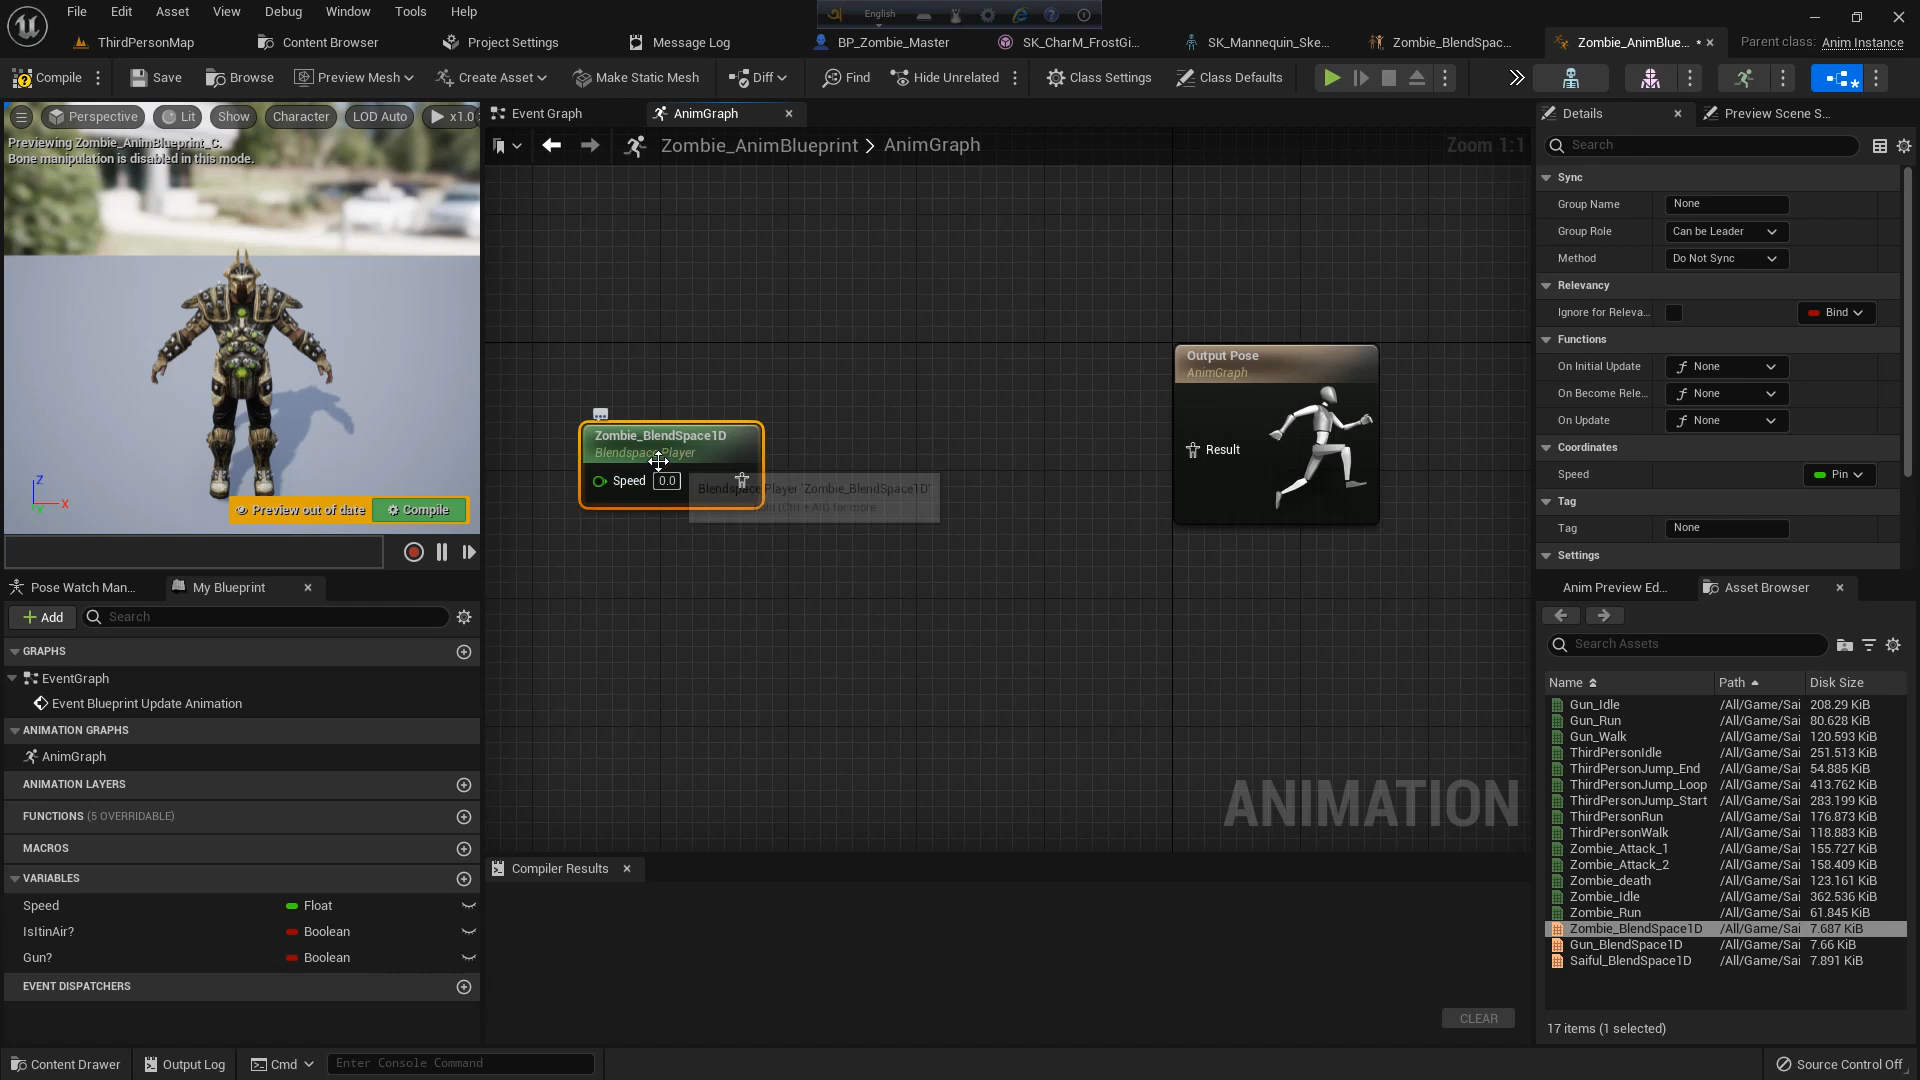 File Edit Asset View Debug Window Tools Help
English
ThirdPersonMap Content Browser Project Settings Message Log BP_Zombie_Master SK_CharM_FrostGi... SK_Mannequin_Ske... Zombie_BlendSpac... Zombie_AnimBlue... * Parent class: Anim Instance
Compile Save Browse Preview Mesh Create Asset Make Static Mesh Diff Find Hide Unrelated Class Settings Class Defaults
Perspective Lit Show Character LOD Auto x1.0
Previewing Zombie_AnimBlueprint_C.
Bone manipulation is disabled in this mode.
Z
X
Y
Preview out of date Compile
Pose Watch Man... My Blueprint
Add Search
GRAPHS
EventGraph
Event Blueprint Update Animation
ANIMATION GRAPHS
AnimGraph
ANIMATION LAYERS
FUNCTIONS (5 OVERRIDABLE)
MACROS
VARIABLES
Speed Float
IsItinAir? Boolean
Gun? Boolean
EVENT DISPATCHERS
Event Graph AnimGraph
Zombie_AnimBlueprint > AnimGraph Zoom 1:1
Zombie_BlendSpace1D
Blendspace Player
Speed 0.0
Blendspace Player 'Zombie_BlendSpace1D'
(Ctrl + Alt) for more
Output Pose
AnimGraph
Result
ANIMATION
Compiler Results
CLEAR
Details Preview Scene S...
Search
Sync
Group Name None
Group Role Can be Leader
Method Do Not Sync
Relevancy
Ignore for Releva... Bind
Functions
On Initial Update None
On Become Rele... None
On Update None
Coordinates
Speed Pin
Tag
Tag None
Settings
Anim Preview Ed... Asset Browser
Search Assets
Name Path Disk Size
Gun_Idle /All/Game/Sai 208.29 KiB
Gun_Run /All/Game/Sai 80.628 KiB
Gun_Walk /All/Game/Sai 120.593 KiB
ThirdPersonIdle /All/Game/Sai 251.513 KiB
ThirdPersonJump_End /All/Game/Sai 54.885 KiB
ThirdPersonJump_Loop /All/Game/Sai 413.762 KiB
ThirdPersonJump_Start /All/Game/Sai 283.199 KiB
ThirdPersonRun /All/Game/Sai 176.873 KiB
ThirdPersonWalk /All/Game/Sai 118.883 KiB
Zombie_Attack_1 /All/Game/Sai 155.727 KiB
Zombie_Attack_2 /All/Game/Sai 158.409 KiB
Zombie_death /All/Game/Sai 123.161 KiB
Zombie_Idle /All/Game/Sai 362.536 KiB
Zombie_Run /All/Game/Sai 61.845 KiB
Zombie_BlendSpace1D /All/Game/Sai 7.687 KiB
Gun_BlendSpace1D /All/Game/Sai 7.66 KiB
Saiful_BlendSpace1D /All/Game/Sai 7.891 KiB
17 items (1 selected)
Content Drawer Output Log Cmd Enter Console Command Source Control Off